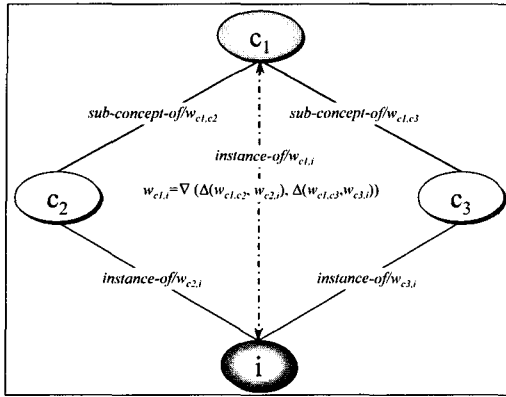 c1
sub-concept-of/wc1,c2
sub-concept-of/wc1,c3
instance-of/wc1,i
wc1,i=∇ (Δ(wc1,c2, wc2,i), Δ(wc1,c3,wc3,i))
c2
c3
instance-of/wc2,i
instance-of/wc3,i
i